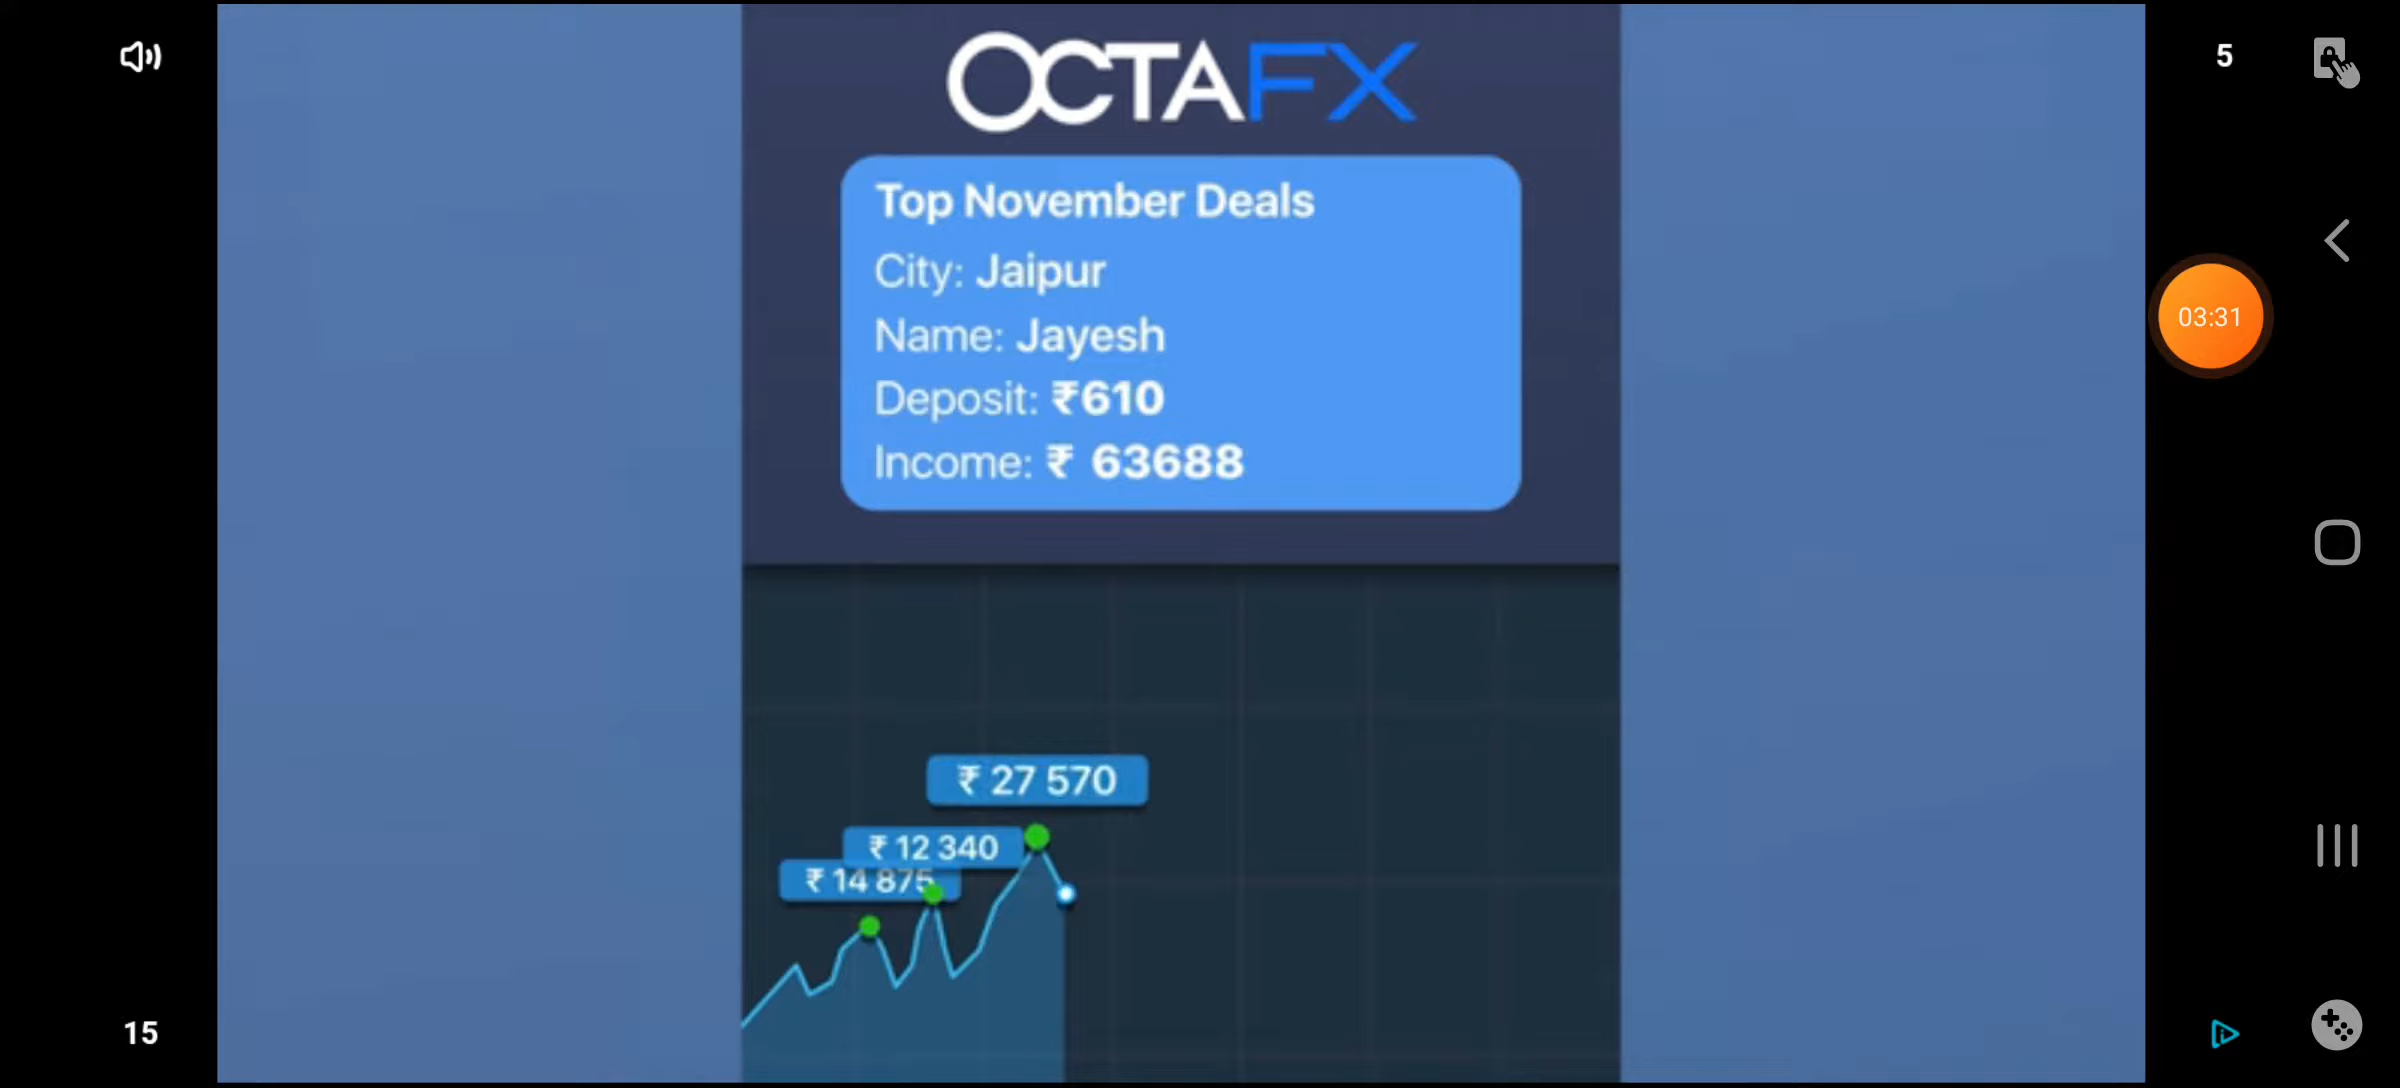 OCTAFX
5
Top November Deals
City: Jaipur
Name: Jayesh
Deposit: ₹610
Income: ₹ 63688
03:31
₹ 27 570
₹ 12 340
₹ 14 875
15